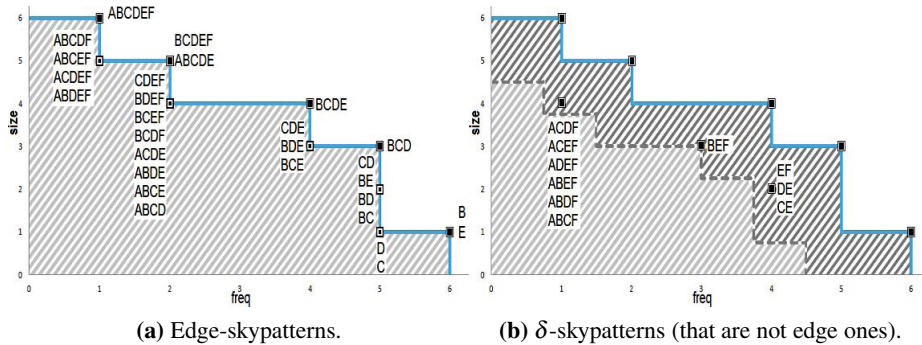 6
ABCDEF
ABCDF
ABCEF
ACDEF
ABDEF
BCDEF
ABCDE
5
CDEF
BDEF
BCEF
BCDF
ACDE
ABDE
ABCE
ABCD
4
BCDE
size
CDE
BDE
BCE
3
BCD
CD
BE
BD
BC
2
B
E
1
D
C
0
0 1 2 3 4 5 6
freq
(a) Edge-skypatterns.
6
5
4
size
ACDF
ACEF
ADEF
ABEF
ABDF
ABCF
3
BEF
EF
DE
CE
2
1
0
0 1 2 3 4 5 6
freq
(b) δ-skypatterns (that are not edge ones).